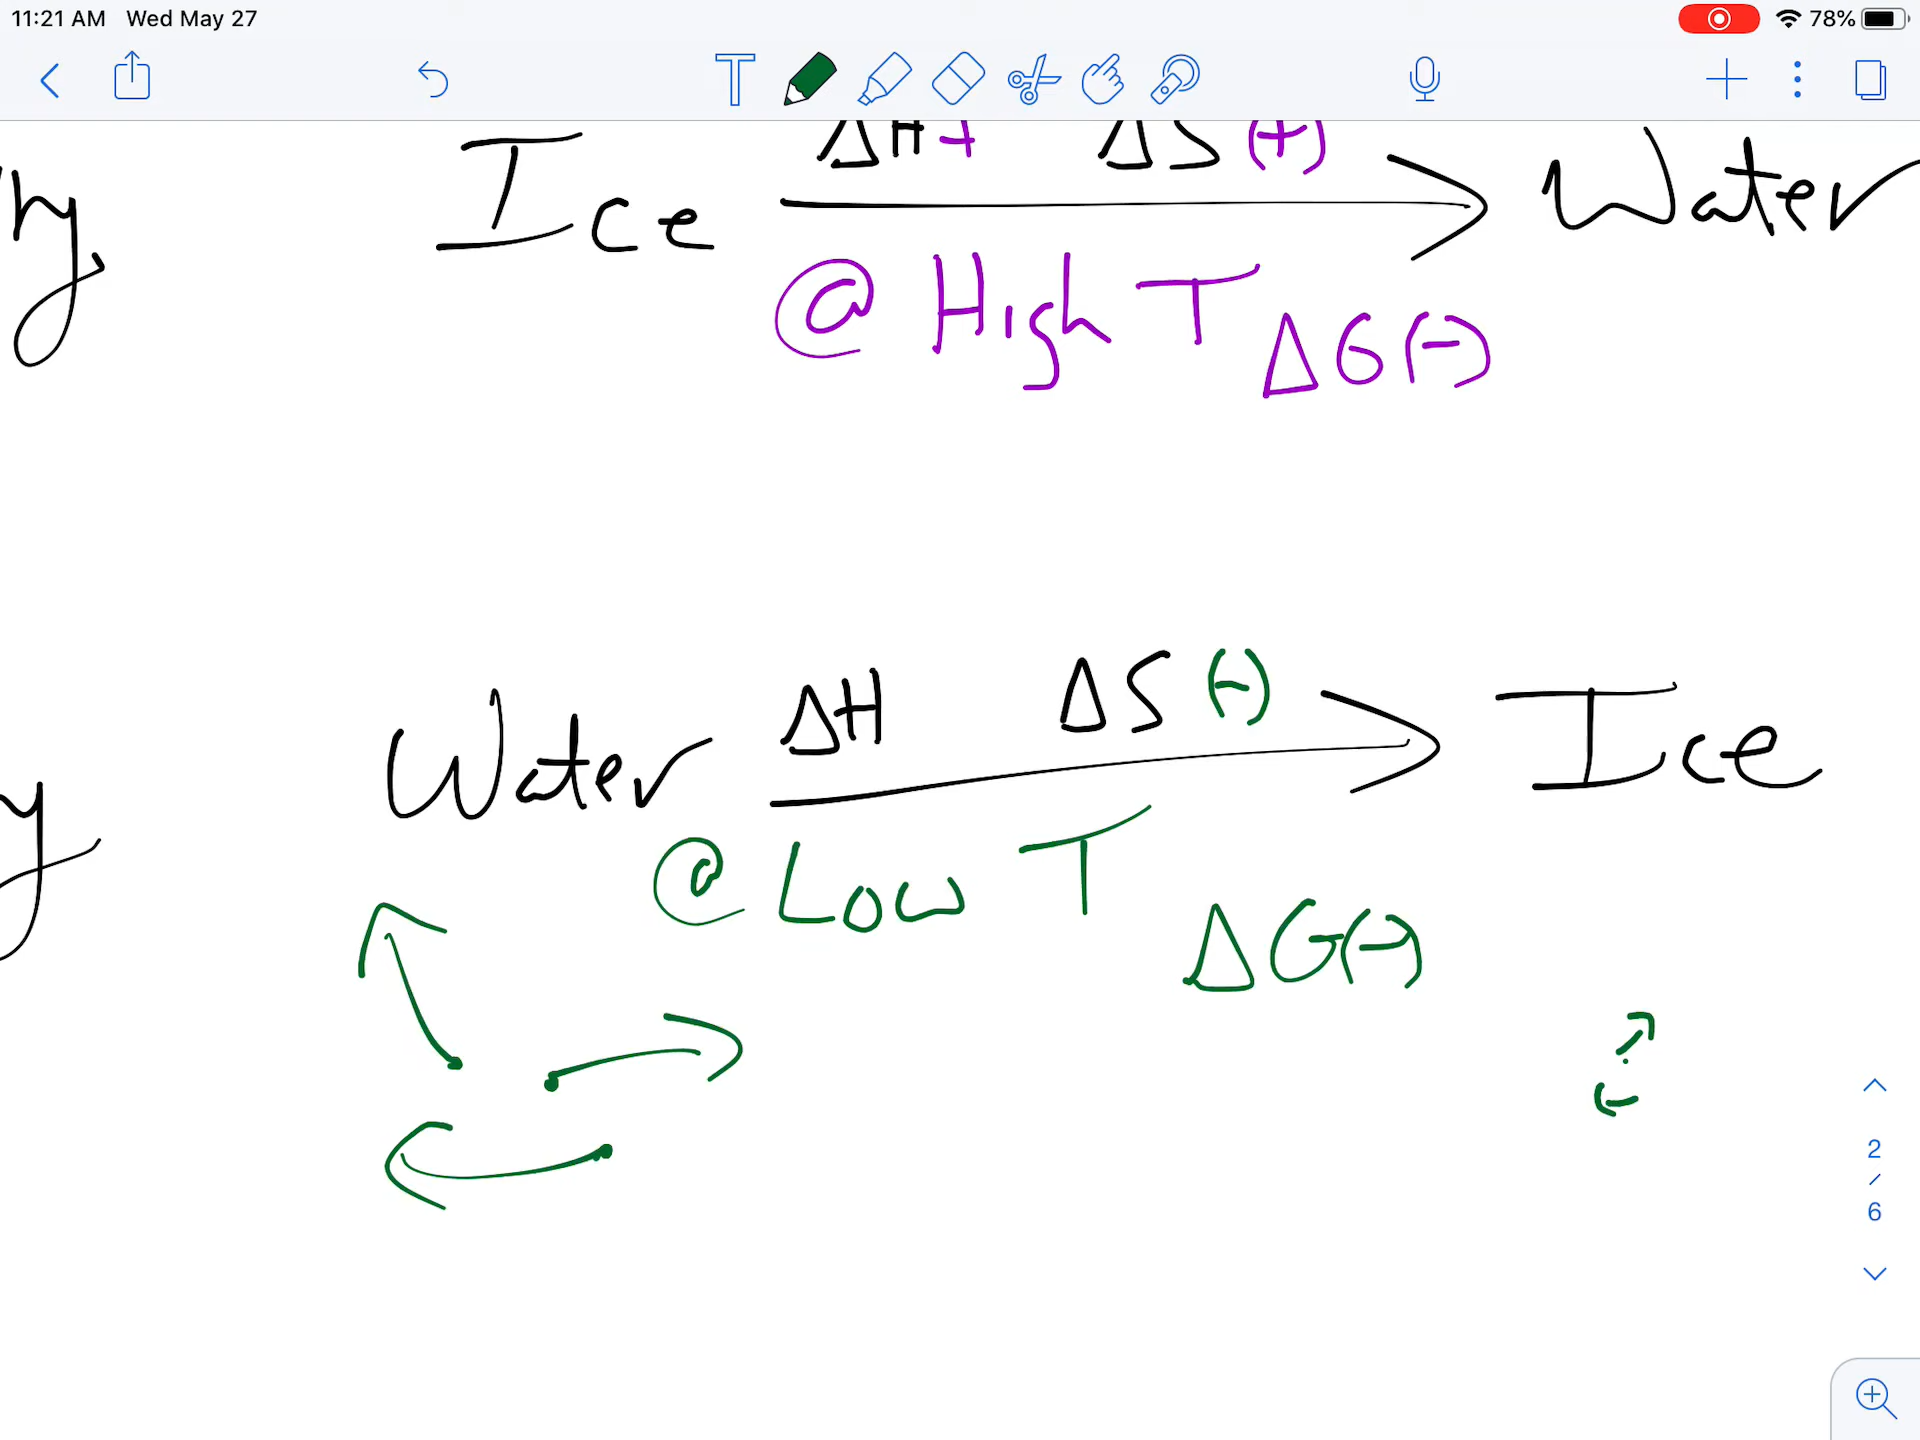 11:21 AM Wed May 27 78%
T
ΔH + ΔS (+)
Ice Water
@ High T ΔG(-)
ΔH ΔS (-)
Water Ice
@ Low T
ΔG(-)
2
/
6